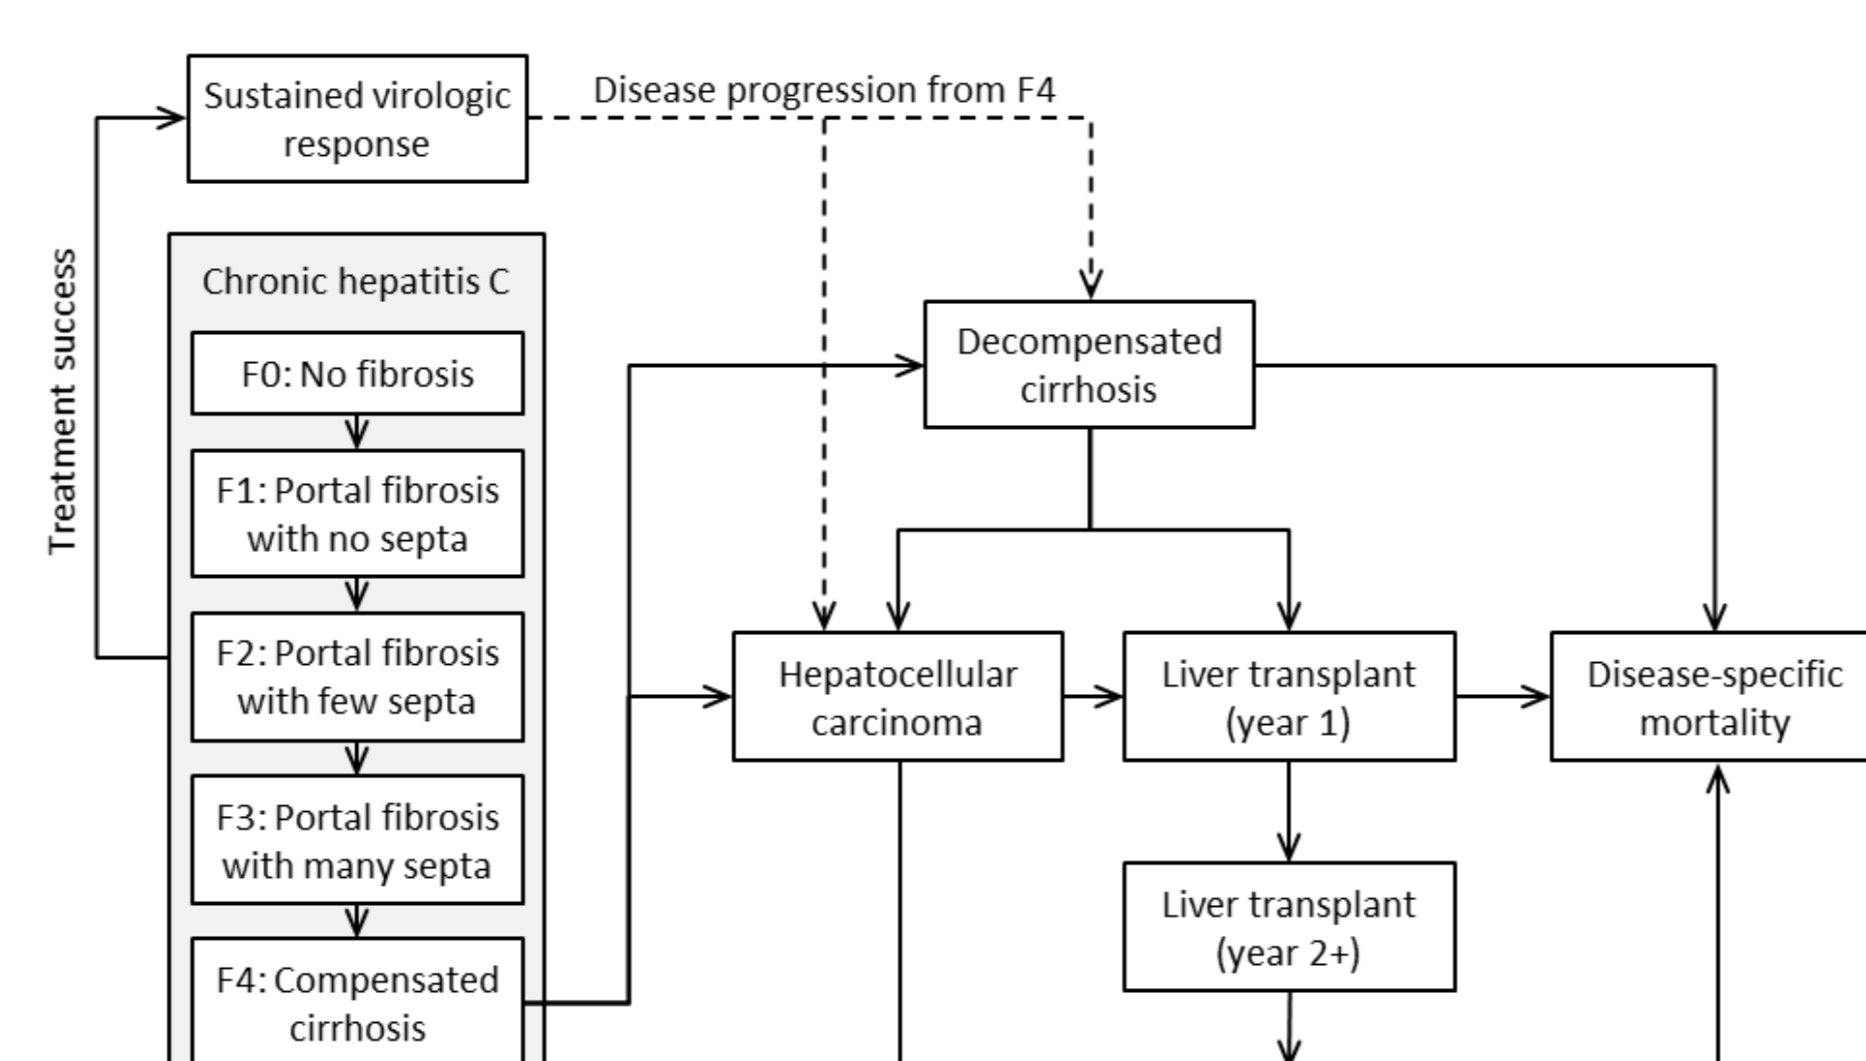 Sustained virologic
response
Disease progression from F4
Treatment success
Chronic hepatitis C
F0: No fibrosis
F1: Portal fibrosis
with no septa
F2: Portal fibrosis
with few septa
F3: Portal fibrosis
with many septa
F4: Compensated
cirrhosis
Decompensated
cirrhosis
Hepatocellular
carcinoma
Liver transplant
(year 1)
Disease-specific
mortality
Liver transplant
(year 2+)